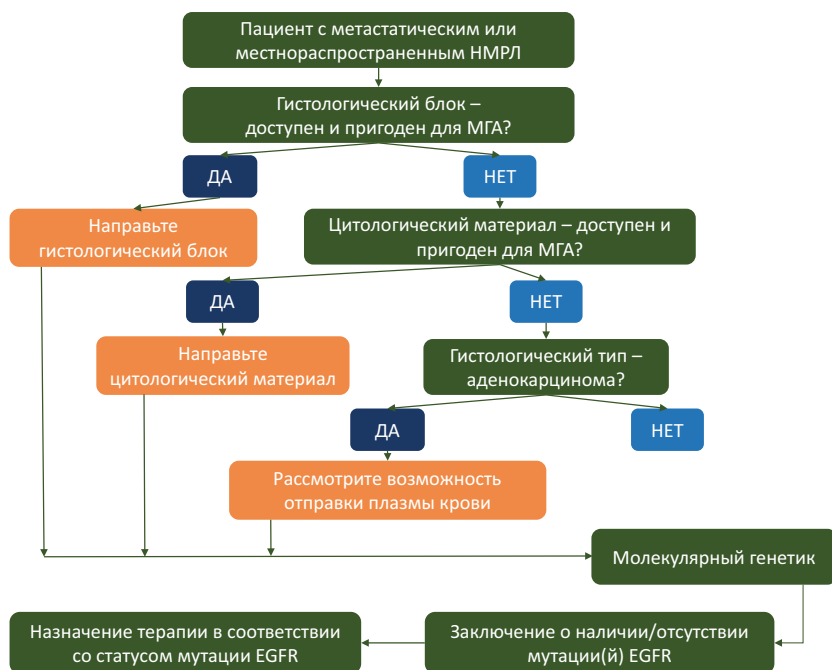 Пациент с метастатическим или
местнораспространенным НМРЛ
Гистологический блок –
доступен и пригоден для МГА?
ДА
НЕТ
Направьте
гистологический блок
Цитологический материал – доступен и
пригоден для МГА?
ДА
НЕТ
Направьте
цитологический материал
Гистологический тип –
аденокарцинома?
ДА
НЕТ
Рассмотрите возможность
отправки плазмы крови
Молекулярный генетик
Назначение терапии в соответствии
со статусом мутации EGFR
Заключение о наличии/отсутствии
мутации(й) EGFR